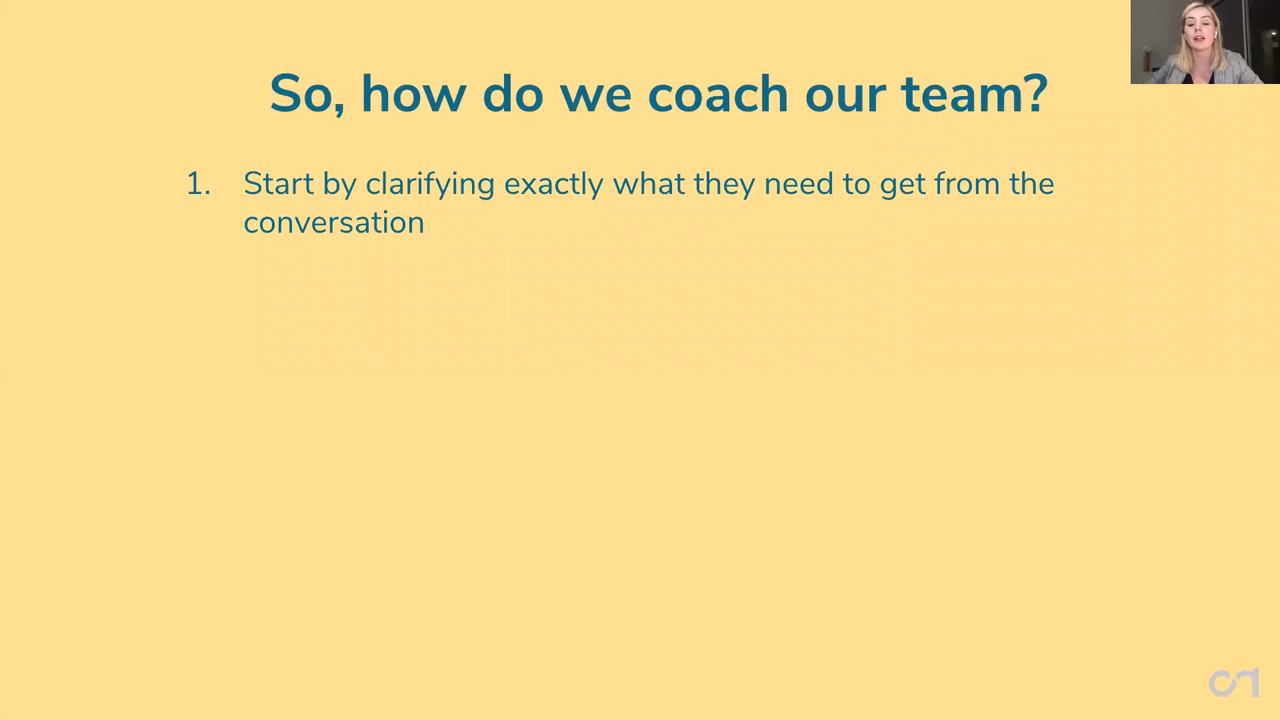 So, how do we coach our team?
1. Start by clarifying exactly what they need to get from the
conversation